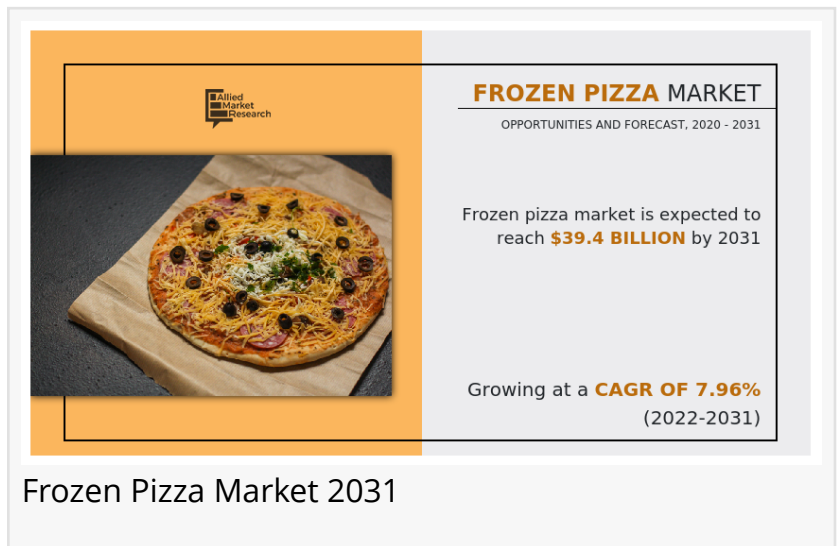 Allied
Market
Research
FROZEN PIZZA MARKET
OPPORTUNITIES AND FORECAST, 2020 - 2031
Frozen pizza market is expected to
reach $39.4 BILLION by 2031
Growing at a CAGR OF 7.96%
(2022-2031)
Frozen Pizza Market 2031